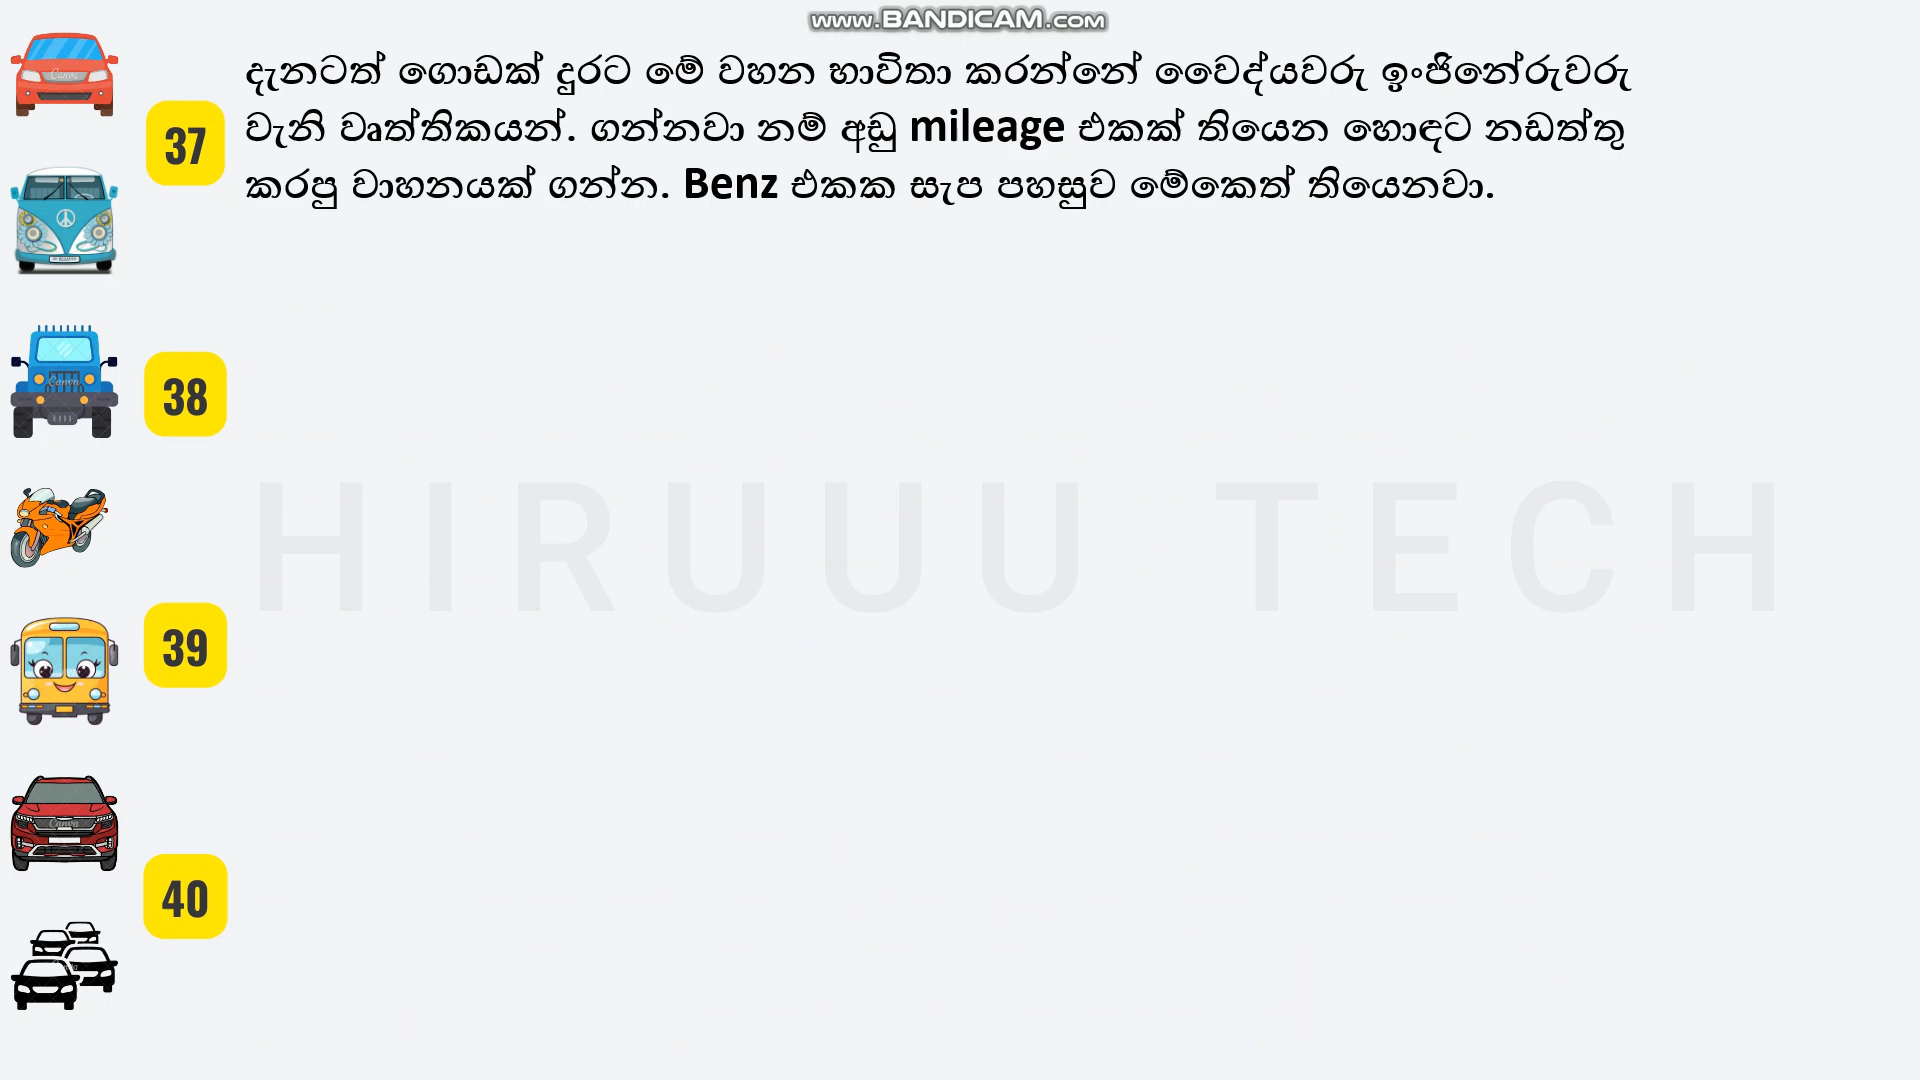 www.BANDICAM.com
දැනටත් ගොඩක් දුරට මේ වහන භාවිතා කරන්නේ වෛද්යවරු ඉංජිනේරුවරු
37
වැනි වෘත්තිකයන්. ගන්නවා නම් අඩු mileage එකක් තියෙන හොඳට නඩත්තු
කරපු වාහනයක් ගන්න. Benz එකක සැප පහසුව මේකෙත් තියෙනවා.
38
HIRUUU TECH
39
40